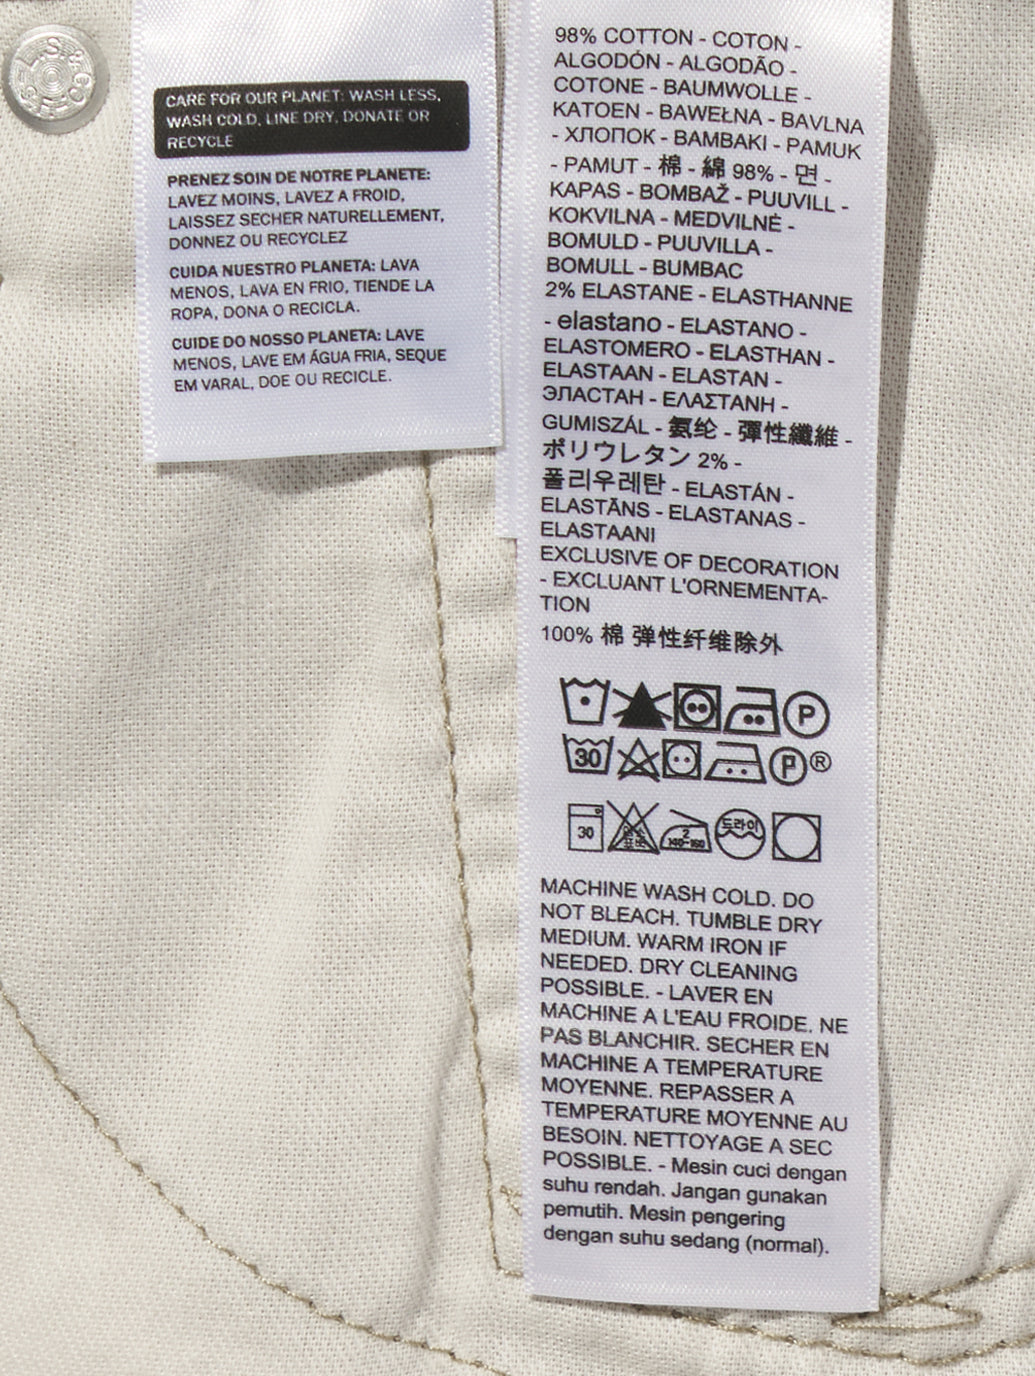 S & CO
CARE FOR OUR PLANET: WASH LESS,
WASH COLD, LINE DRY, DONATE OR
RECYCLE
PRENEZ SOIN DE NOTRE PLANETE:
LAVEZ MOINS, LAVEZ A FROID,
LAISSEZ SECHER NATURELLEMENT,
DONNEZ OU RECYCLEZ
CUIDA NUESTRO PLANETA: LAVA
MENOS, LAVA EN FRIO, TIENDE LA
ROPA, DONA O RECICLA.
CUIDE DO NOSSO PLANETA: LAVE
MENOS, LAVE EM ÁGUA FRIA, SEQUE
EM VARAL, DOE OU RECICLE.
98% COTTON - COTON -
ALGODÓN - ALGODÃO -
COTONE - BAUMWOLLE -
KATOEN - BAWEŁNA - BAVLNA
- ХЛОПОК - ΒΑΜΒΑΚΙ - PAMUK
- PAMUT - 棉 - 綿 98% - 면 -
KAPAS - BOMBAŽ - PUUVILL -
KOKVILNA - MEDVILNĖ -
BOMULD - PUUVILLA -
BOMULL - BUMBAC
2% ELASTANE - ELASTHANNE
- elastano - ELASTANO -
ELASTOMERO - ELASTHAN -
ELASTAAN - ELASTAN -
ЭЛАСТАН - ΕΛΑΣΤΑΝΗ -
GUMISZÁL - 氨纶 - 彈性纖維 -
ポリウレタン 2% -
폴리우레탄 - ELASTÁN -
ELASTĀNS - ELASTANAS -
ELASTAANI
EXCLUSIVE OF DECORATION
- EXCLUANT L'ORNEMENTA-
TION
100% 棉 弹性纤维除外
P
30 P ®
30 2 140-160 드라이
MACHINE WASH COLD. DO
NOT BLEACH. TUMBLE DRY
MEDIUM. WARM IRON IF
NEEDED. DRY CLEANING
POSSIBLE. - LAVER EN
MACHINE A L'EAU FROIDE. NE
PAS BLANCHIR. SECHER EN
MACHINE A TEMPERATURE
MOYENNE. REPASSER A
TEMPERATURE MOYENNE AU
BESOIN. NETTOYAGE A SEC
POSSIBLE. - Mesin cuci dengan
suhu rendah. Jangan gunakan
pemutih. Mesin pengering
dengan suhu sedang (normal).